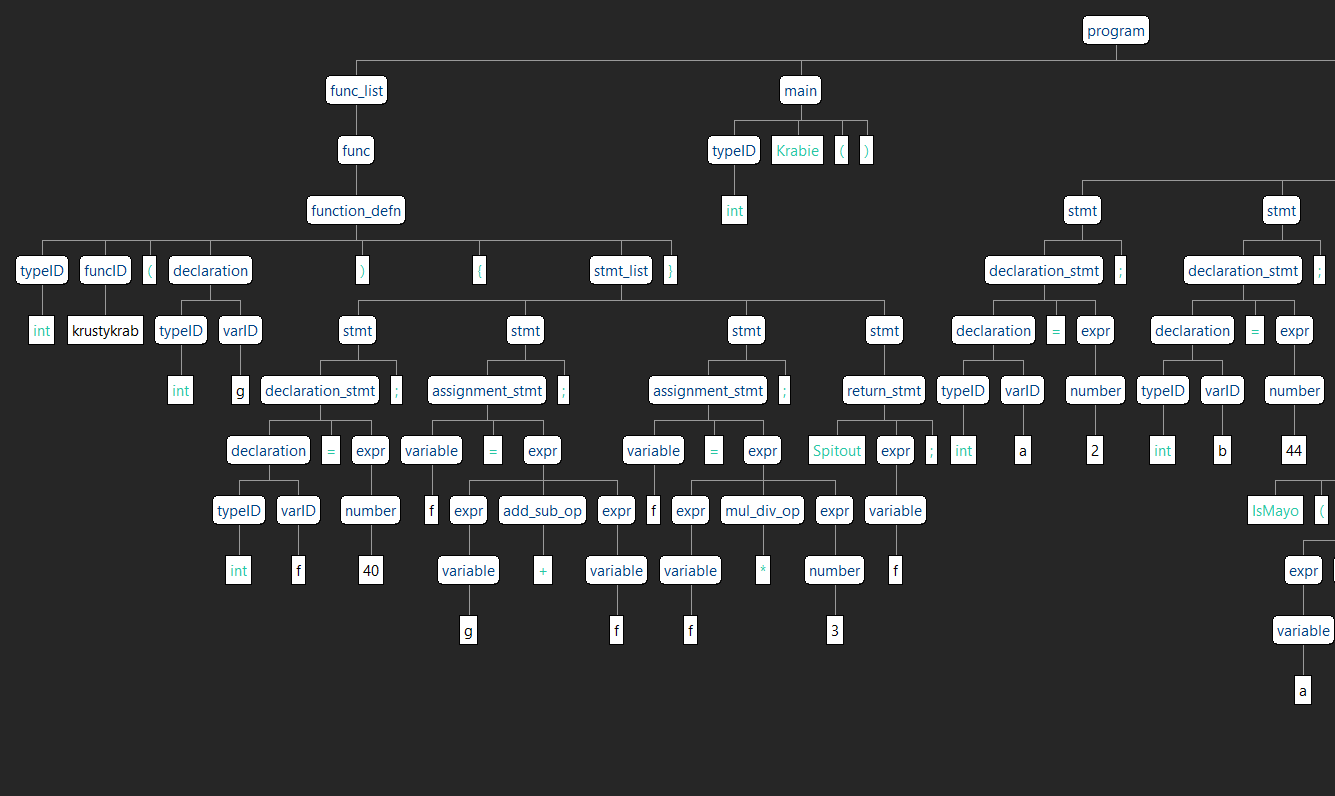 program
func_list main
func typeID Krabie ( )
function_defn int stmt stmt
typeID funcID ( declaration ) { stmt_list } declaration_stmt ; declaration_stmt ;
int krustykrab typeID varID stmt stmt stmt stmt declaration = expr declaration = expr
int g declaration_stmt ; assignment_stmt ; assignment_stmt ; return_stmt typeID varID number typeID varID number
declaration = expr variable = expr variable = expr Spitout expr ; int a 2 int b 44
typeID varID number f expr add_sub_op expr f expr mul_div_op expr variable IsMayo (
int f 40 variable + variable variable * number f expr
g f f 3 variable
a